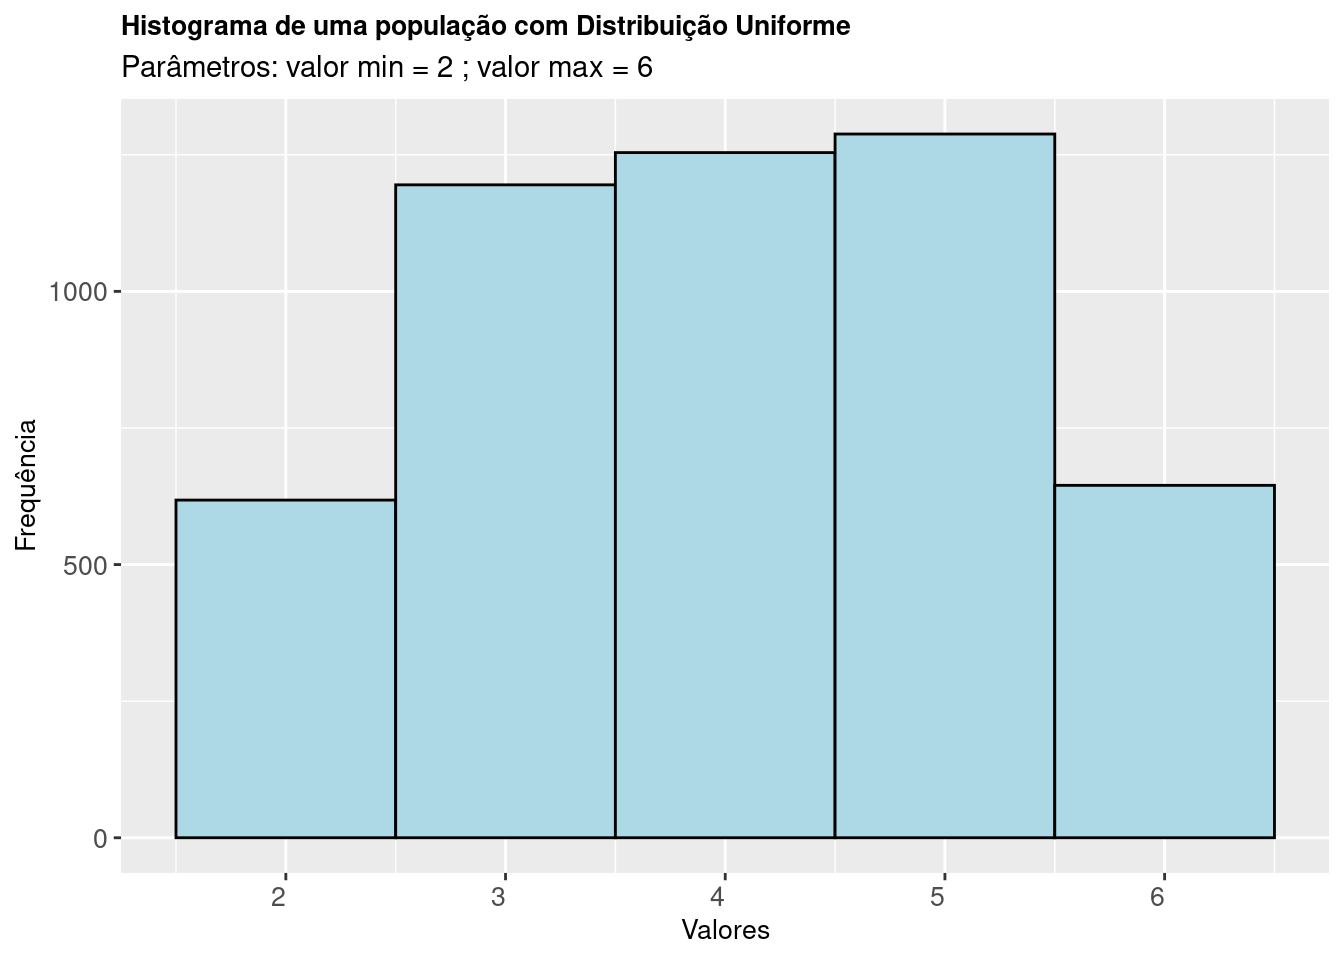 Histograma de uma população com Distribuição Uniforme
Parâmetros: valor min = 2 ; valor max = 6
Frequência
1000
500
0
2 3 4 5 6
Valores